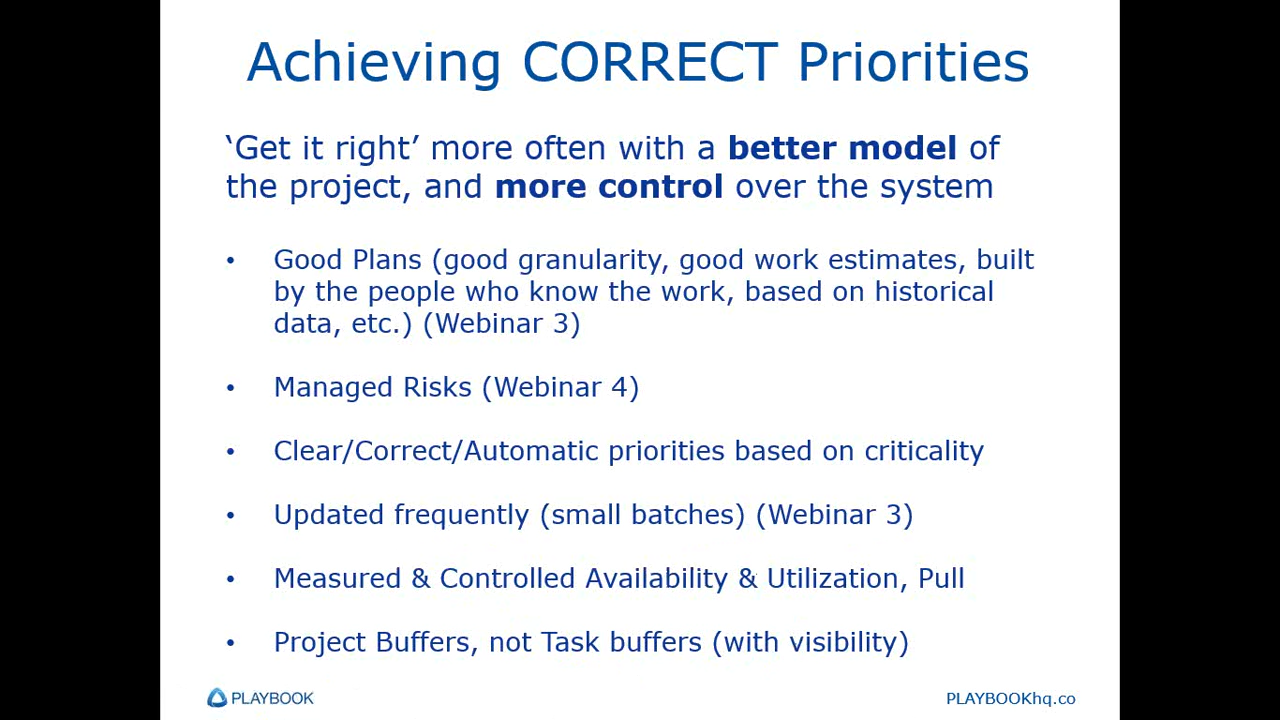 Achieving CORRECT Priorities
‘Get it right’ more often with a better model of
the project, and more control over the system
• Good Plans (good granularity, good work estimates, built
by the people who know the work, based on historical
data, etc.) (Webinar 3)
• Managed Risks (Webinar 4)
• Clear/Correct/Automatic priorities based on criticality
• Updated frequently (small batches) (Webinar 3)
• Measured & Controlled Availability & Utilization, Pull
• Project Buffers, not Task buffers (with visibility)
PLAYBOOK
PLAYBOOKhq.co